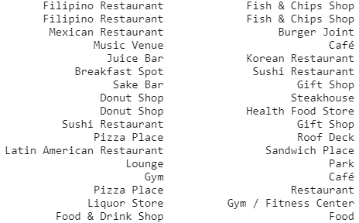 Filipino Restaurant Fish & Chips Shop
Filipino Restaurant Fish & Chips Shop
Mexican Restaurant Burger Joint
Music Venue Café
Juice Bar Korean Restaurant
Breakfast Spot Sushi Restaurant
Sake Bar Gift Shop
Donut Shop Steakhouse
Donut Shop Health Food Store
Sushi Restaurant Gift Shop
Pizza Place Roof Deck
Latin American Restaurant Sandwich Place
Lounge Park
Gym Café
Pizza Place Restaurant
Liquor Store Gym / Fitness Center
Food & Drink Shop Food